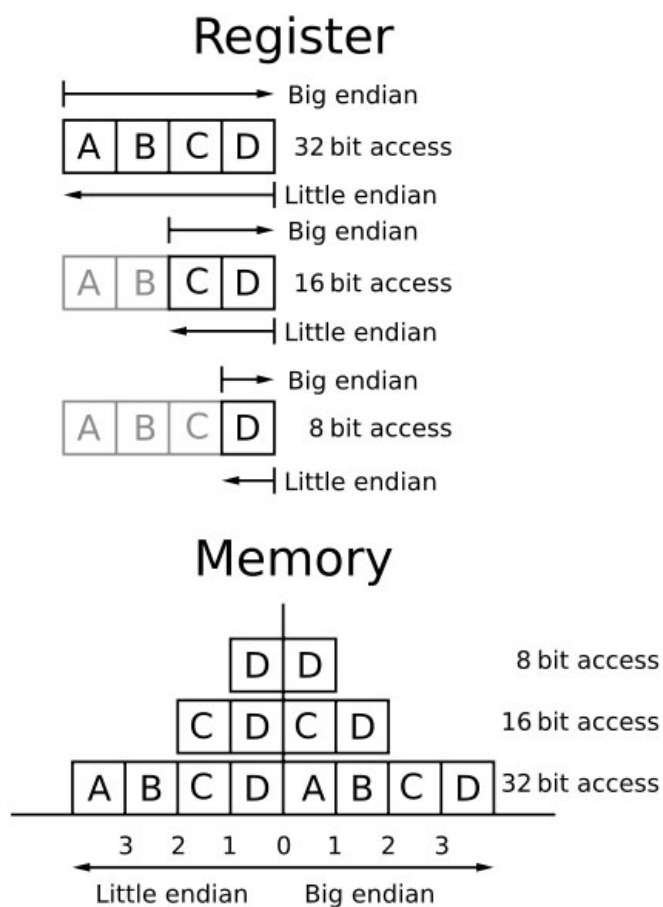 Register
Big endian
A B C D 32 bit access
Little endian
Big endian
A B C D 16 bit access
Little endian
Big endian
A B C D 8 bit access
Little endian
Memory
D D 8 bit access
C D C D 16 bit access
A B C D A B C D 32 bit access
3 2 1 0 1 2 3
Little endian Big endian